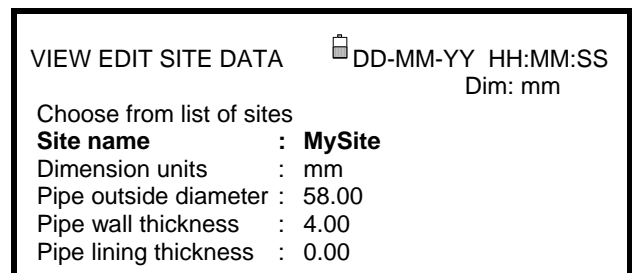 VIEW EDIT SITE DATA DD-MM-YY HH:MM:SS
Dim: mm
Choose from list of sites
Site name : MySite
Dimension units : mm
Pipe outside diameter : 58.00
Pipe wall thickness : 4.00
Pipe lining thickness : 0.00